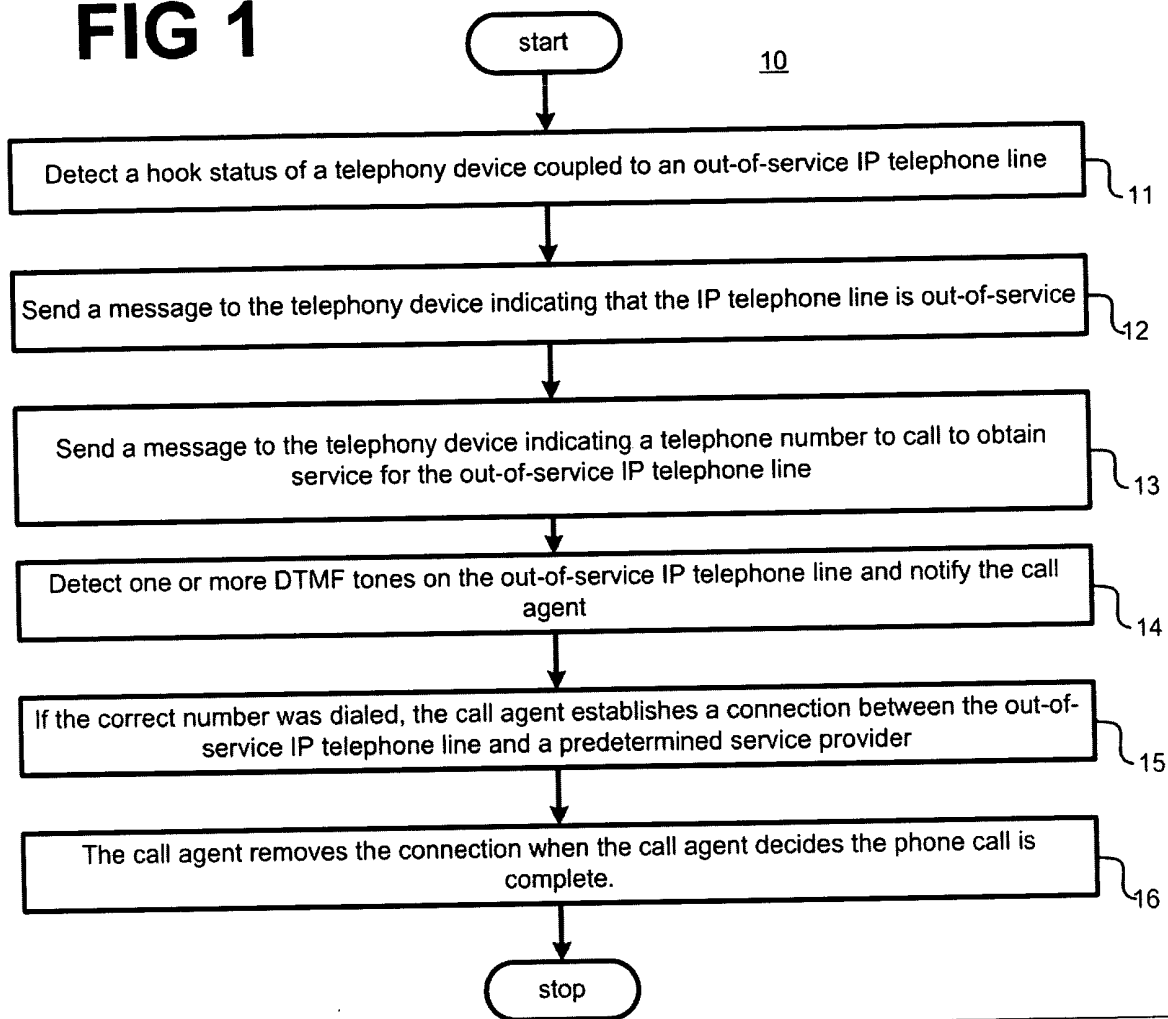 FIG 1
start
10
Detect a hook status of a telephony device coupled to an out-of-service IP telephone line
11
Send a message to the telephony device indicating that the IP telephone line is out-of-service
12
Send a message to the telephony device indicating a telephone number to call to obtain
service for the out-of-service IP telephone line
13
Detect one or more DTMF tones on the out-of-service IP telephone line and notify the call
agent
14
If the correct number was dialed, the call agent establishes a connection between the out-of-
service IP telephone line and a predetermined service provider
15
The call agent removes the connection when the call agent decides the phone call is
complete.
16
stop